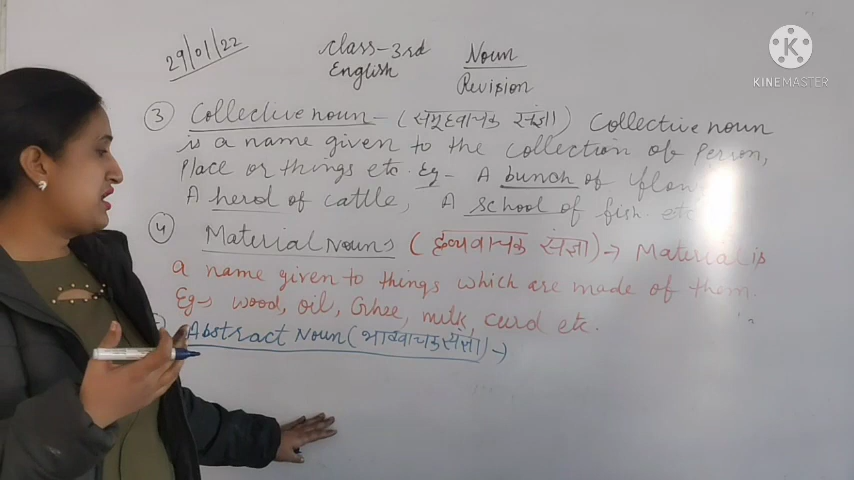 29/01/22
Class-3rd Noun
English Revision
K
KINEMASTER
③ Collective noun - (समूहवाचक संज्ञा) Collective noun
is a name given to the collection of Person,
Place or things etc. Eg - A bunch of
A herd of cattle, A school of fish. etc
④ Material Nouns (द्रव्यवाचक संज्ञा) → Material is
a name given to things which are made of them.
Eg → wood, oil, Ghee, milk, curd etc.
Abstract Noun (भाववाचक संज्ञा) →